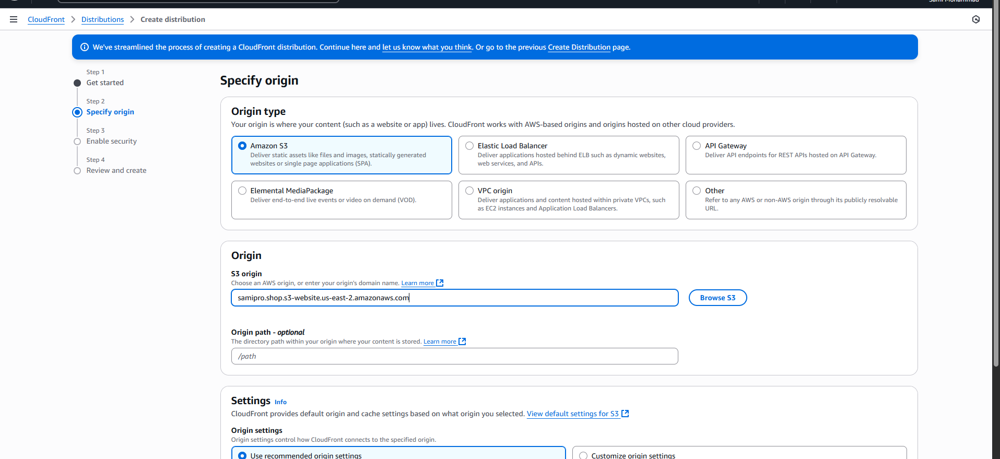 CloudFront > Distributions > Create distribution
We've streamlined the process of creating a CloudFront distribution. Continue here and let us know what you think. Or go to the previous Create Distribution page.
Step 1
Get started
Step 2
Specify origin
Step 3
Enable security
Step 4
Review and create
Specify origin
Origin type
Your origin is where your content (such as a website or app) lives. CloudFront works with AWS-based origins and origins hosted on other cloud providers.
Amazon S3
Deliver static assets like files and images, statically generated
websites or single page applications (SPA).
Elastic Load Balancer
Deliver applications hosted behind ELB such as dynamic websites,
web services, and APIs.
API Gateway
Deliver API endpoints for REST APIs hosted on API Gateway.
Elemental MediaPackage
Deliver end-to-end live events or video on demand (VOD).
VPC origin
Deliver applications and content hosted within private VPCs, such
as EC2 instances and Application Load Balancers.
Other
Refer to any AWS or non-AWS origin through its publicly resolvable
URL.
Origin
S3 origin
Choose an AWS origin, or enter your origin's domain name. Learn more
samipro.shop.s3-website.us-east-2.amazonaws.com
Browse S3
Origin path - optional
The directory path within your origin where your content is stored. Learn more
/path
Settings Info
CloudFront provides default origin and cache settings based on what origin you selected. View default settings for S3
Origin settings
Origin settings control how CloudFront connects to the specified origin.
Use recommended origin settings
Customize origin settings